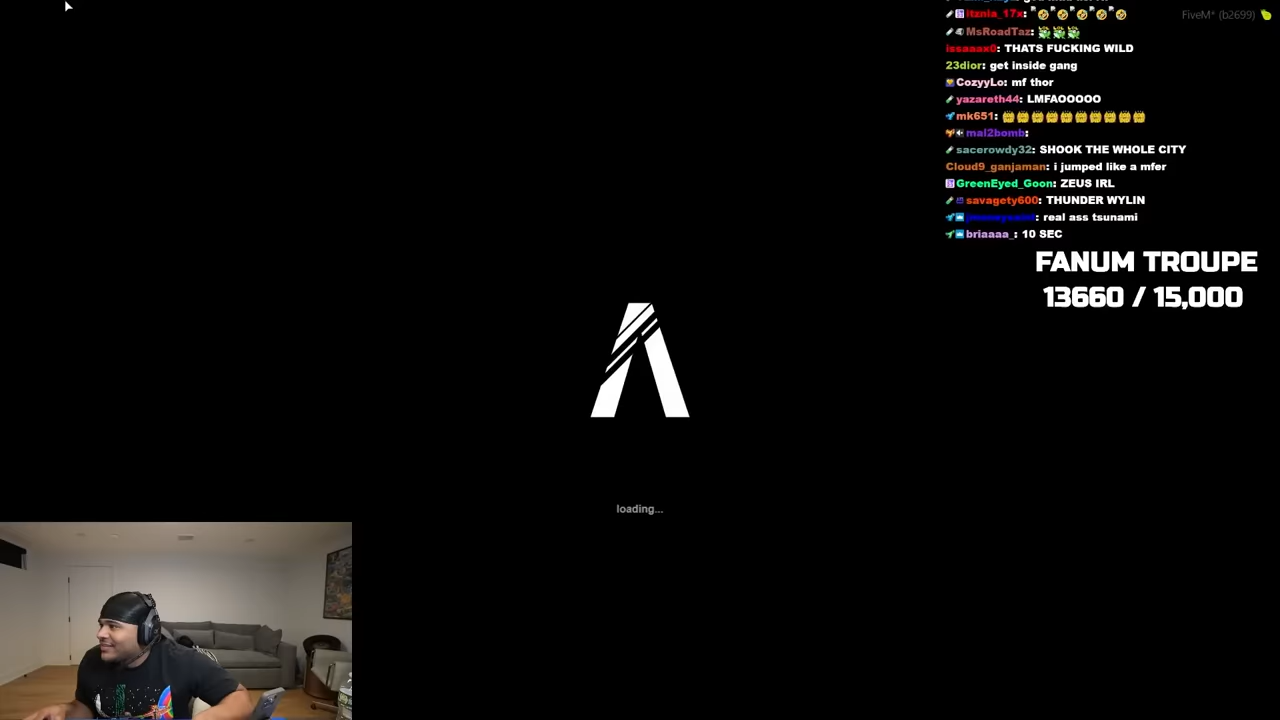 itznia_17x:
FiveM* (b2699)
MsRoadTaz:
issaaax0: THATS FUCKING WILD
23dior: get inside gang
CozyyLo: mf thor
yazareth44: LMFAOOOOO
mk651:
mal2bomb:
sacerowdy32: SHOOK THE WHOLE CITY
Cloud9_ganjaman: i jumped like a mfer
GreenEyed_Goon: ZEUS IRL
savagety600: THUNDER WYLIN
: real ass tsunami
briaaaa_: 10 SEC
FANUM TROUPE
13660 / 15,000
loading...